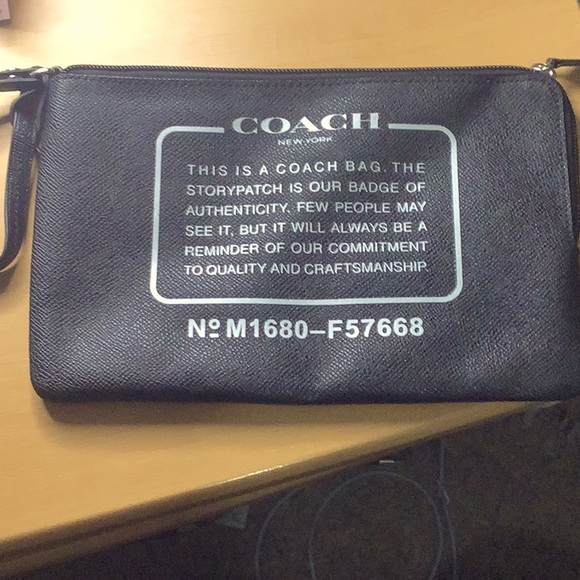 COACH
NEW YORK
THIS IS A COACH BAG. THE
STORYPATCH IS OUR BADGE OF
AUTHENTICITY. FEW PEOPLE MAY
SEE IT, BUT IT WILL ALWAYS BE A
REMINDER OF OUR COMMITMENT
TO QUALITY AND CRAFTSMANSHIP.
Nº M1680–F57668